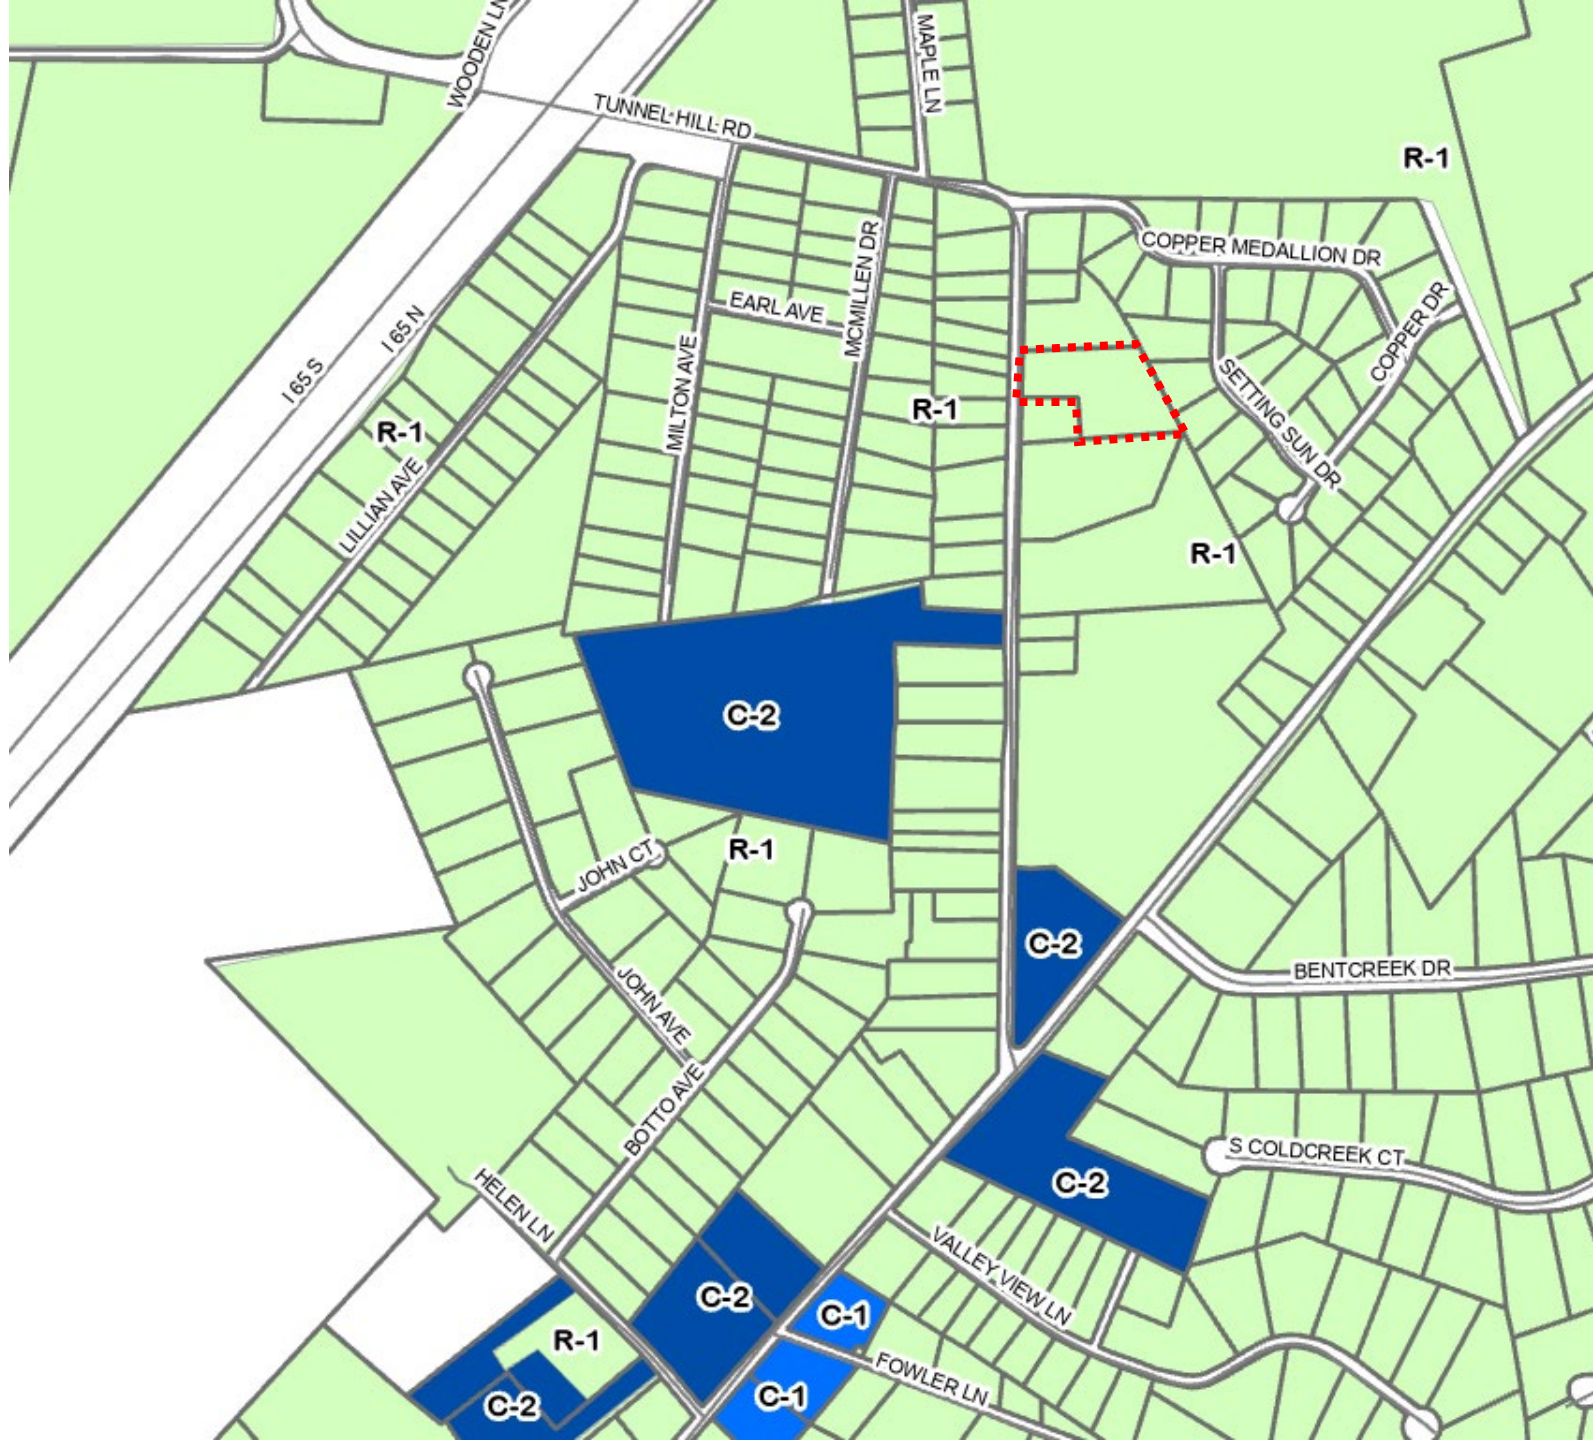 WOODEN LN
MAPLE LN
TUNNEL HILL RD
R-1
COPPER MEDALLION DR
MCMILLEN DR
EARL AVE
COPPER DR
I 65 N
I 65 S
MILTON AVE
SETTING SUN DR
R-1
R-1
LILLIAN AVE
R-1
C-2
R-1
JOHN CT
C-2
BENTCREEK DR
JOHN AVE
BOTTO AVE
S COLDCREEK CT
C-2
HELEN LN
VALLEY VIEW LN
C-2
C-1
R-1
FOWLER LN
C-1
C-2